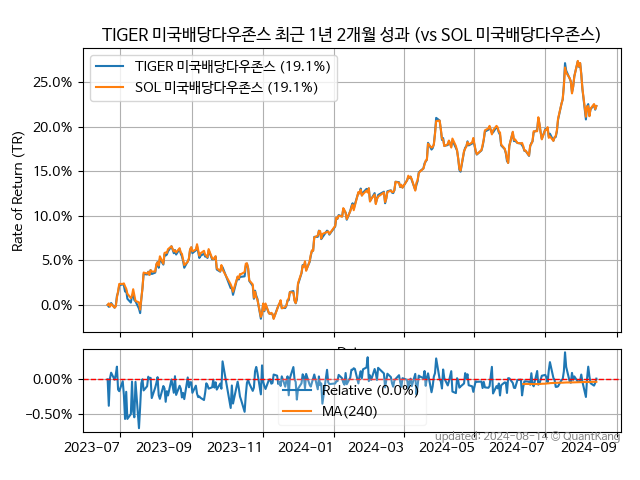 TIGER 미국배당다우존스 최근 1년 2개월 성과 (vs SOL 미국배당다우존스)
TIGER 미국배당다우존스 (19.1%)
SOL 미국배당다우존스 (19.1%)
Rate of Return (TR)
25.0%
20.0%
15.0%
10.0%
5.0%
0.0%
0.00%
−0.50%
Relative (0.0%)
MA(240)
2023-07
2023-09
2023-11
2024-01
2024-03
2024-05
2024-07
2024-09
updated: 2024-08-14 © QuantKang